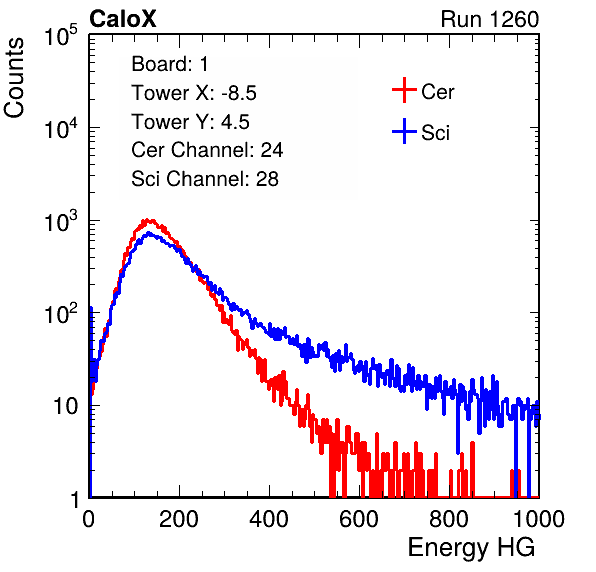 CaloX Run 1260
Counts
10^5
10^4
10^3
10^2
10
1
Board: 1
Tower X: -8.5
Tower Y: 4.5
Cer Channel: 24
Sci Channel: 28
Cer
Sci
0 200 400 600 800 1000
Energy HG